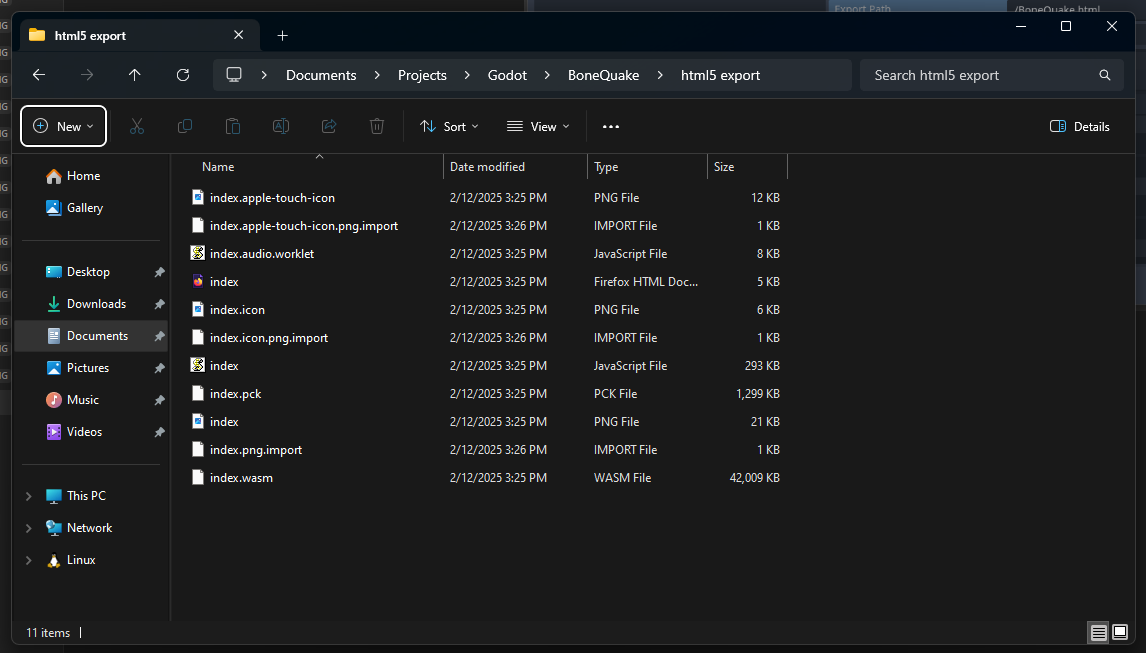 Export Path
/BoneQuake.html
html5 export
Documents > Projects > Godot > BoneQuake > html5 export
Search html5 export
New
Sort
View
Details
Name Date modified Type Size
Home
Gallery
Desktop
Downloads
Documents
Pictures
Music
Videos
This PC
Network
Linux
index.apple-touch-icon 2/12/2025 3:25 PM PNG File 12 KB
index.apple-touch-icon.png.import 2/12/2025 3:26 PM IMPORT File 1 KB
index.audio.worklet 2/12/2025 3:25 PM JavaScript File 8 KB
index 2/12/2025 3:25 PM Firefox HTML Doc... 5 KB
index.icon 2/12/2025 3:25 PM PNG File 6 KB
index.icon.png.import 2/12/2025 3:26 PM IMPORT File 1 KB
index 2/12/2025 3:25 PM JavaScript File 293 KB
index.pck 2/12/2025 3:25 PM PCK File 1,299 KB
index 2/12/2025 3:25 PM PNG File 21 KB
index.png.import 2/12/2025 3:26 PM IMPORT File 1 KB
index.wasm 2/12/2025 3:25 PM WASM File 42,009 KB
11 items